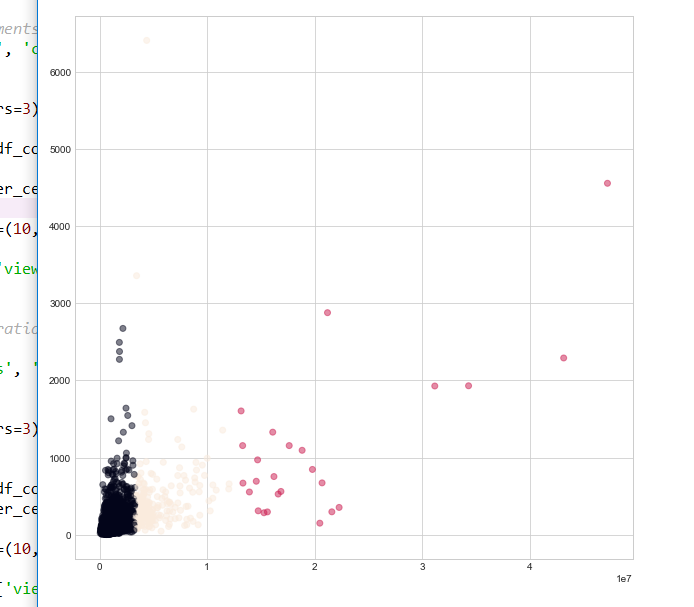 ments
', 'c
rs=3)
df_co
er_ce
=(10,
'view
ratio
s', '
rs=3)
df_co
er_ce
=(10,
['vie
6000
5000
4000
3000
2000
1000
0
0 1 2 3 4
1e7